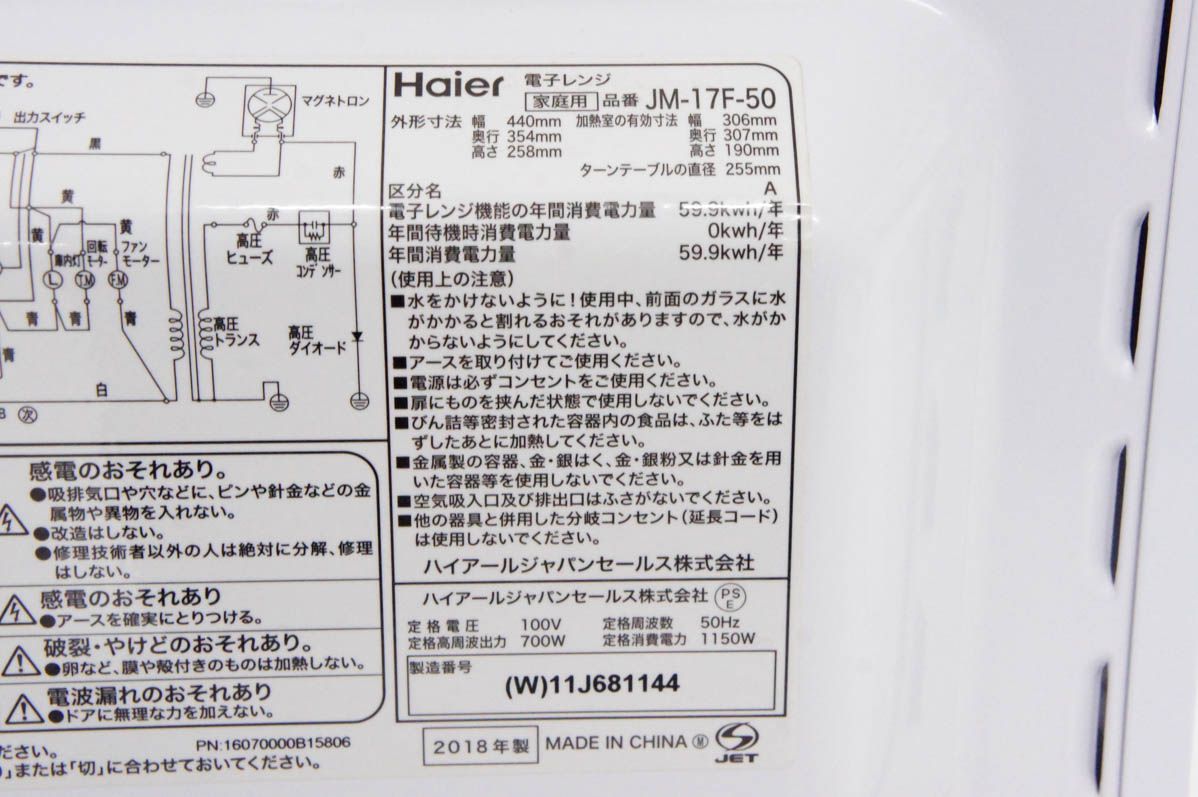 です。
出力スイッチ
マグネトロン
黒
赤
黄
赤
黄
黄
庫内灯
回転
モーター
ファン
モーター
L
T.M
F.M
高圧
ヒューズ
高圧
コンデンサー
青
青
青
高圧
トランス
高圧
ダイオード
青
白
B 次
感電のおそれあり。
●吸排気口や穴などに、ピンや針金などの金
属物や異物を入れない。
●改造はしない。
●修理技術者以外の人は絶対に分解、修理
はしない。
感電のおそれあり
●アースを確実にとりつける。
破裂・やけどのおそれあり。
●卵など、膜や殻付きのものは加熱しない。
電波漏れのおそれあり
●ドアに無理な力を加えない。
PN:16070000B15806
ださい。
」または「切」に合わせておいてください。
Haier 電子レンジ
家庭用 品番 JM-17F-50
外形寸法 幅 440mm 加熱室の有効寸法 幅 306mm
奥行 354mm 奥行 307mm
高さ 258mm 高さ 190mm
ターンテーブルの直径 255mm
区分名 A
電子レンジ機能の年間消費電力量 59.9kwh/年
年間待機時消費電力量 0kwh/年
年間消費電力量 59.9kwh/年
(使用上の注意)
■水をかけないように!使用中、前面のガラスに水
がかかると割れるおそれがありますので、水がか
からないようにしてください。
■アースを取り付けてご使用ください。
■電源は必ずコンセントをご使用ください。
■扉にものを挟んだ状態で使用しないでください。
■びん詰等密封された容器内の食品は、ふた等をは
ずしたあとに加熱してください。
■金属製の容器、金・銀はく、金・銀粉又は針金を用
いた容器等を使用しないでください。
■空気吸入口及び排出口はふさがないでください。
■他の器具と併用した分岐コンセント(延長コード)
は使用しないでください。
ハイアールジャパンセールス株式会社
ハイアールジャパンセールス株式会社 PSE
定格電圧 100V 定格周波数 50Hz
定格高周波出力 700W 定格消費電力 1150W
製造番号
(W)11J681144
2018年製 MADE IN CHINA Ⓜ JET